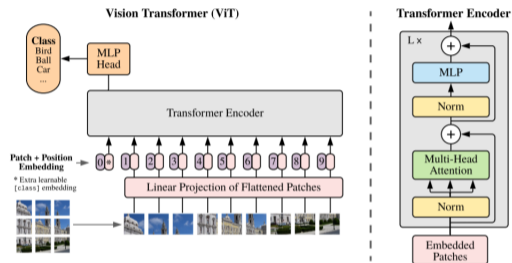 Vision Transformer (ViT)
Class
Bird
Ball
Car
...
MLP
Head
Transformer Encoder
Patch + Position
Embedding
* Extra learnable
[class] embedding
0 * 1 2 3 4 5 6 7 8 9
Linear Projection of Flattened Patches
Transformer Encoder
L x
+
MLP
Norm
+
Multi-Head
Attention
Norm
Embedded
Patches